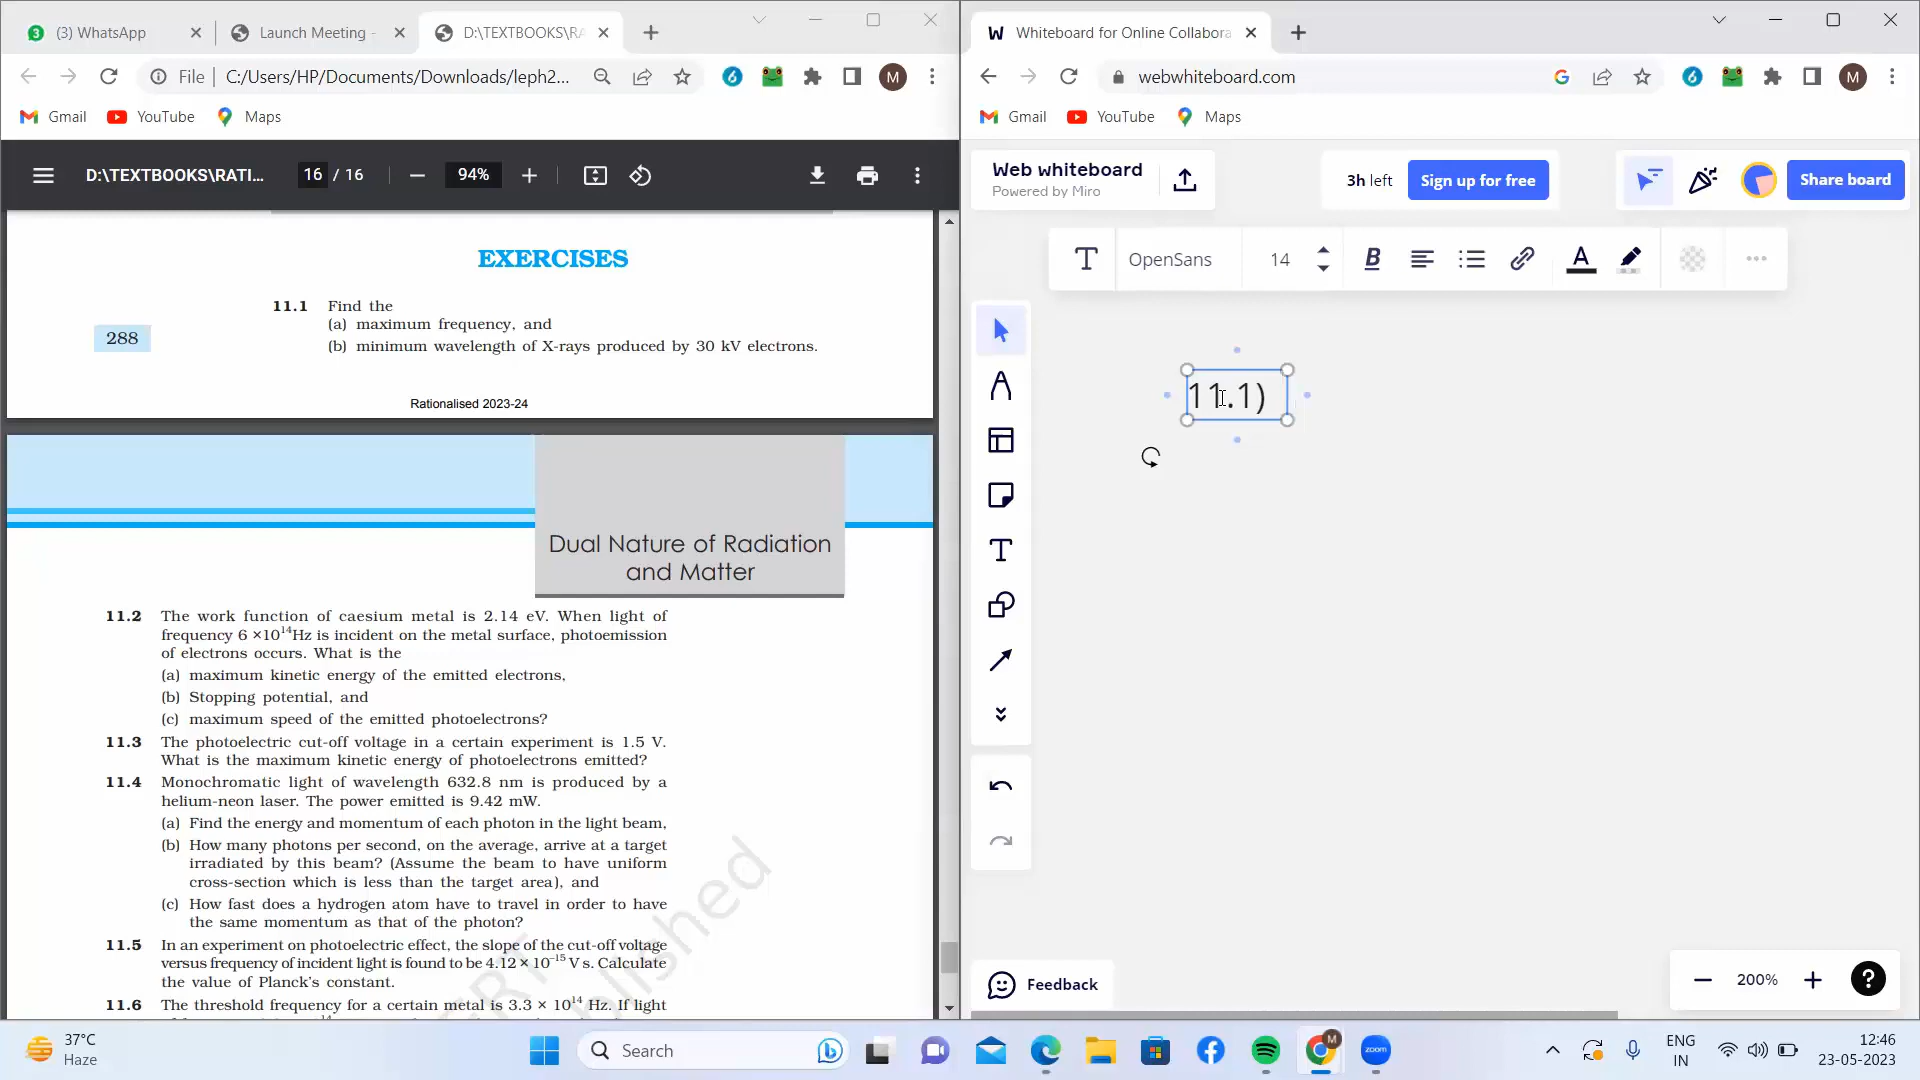 (3) WhatsApp
Launch Meeting -
D:\TEXTBOOKS\RA
File
C:/Users/HP/Documents/Downloads/leph2...
M
Gmail
YouTube
Maps
D:\TEXTBOOKS\RATI...
16 / 16
94%
EXERCISES
11.1 Find the
(a) maximum frequency, and
288
(b) minimum wavelength of X-rays produced by 30 kV electrons.
Rationalised 2023-24
Dual Nature of Radiation
and Matter
11.2 The work function of caesium metal is 2.14 eV. When light of
frequency 6 ×10¹⁴Hz is incident on the metal surface, photoemission
of electrons occurs. What is the
(a) maximum kinetic energy of the emitted electrons,
(b) Stopping potential, and
(c) maximum speed of the emitted photoelectrons?
11.3 The photoelectric cut-off voltage in a certain experiment is 1.5 V.
What is the maximum kinetic energy of photoelectrons emitted?
11.4 Monochromatic light of wavelength 632.8 nm is produced by a
helium-neon laser. The power emitted is 9.42 mW.
(a) Find the energy and momentum of each photon in the light beam,
(b) How many photons per second, on the average, arrive at a target
irradiated by this beam? (Assume the beam to have uniform
cross-section which is less than the target area), and
(c) How fast does a hydrogen atom have to travel in order to have
the same momentum as that of the photon?
11.5 In an experiment on photoelectric effect, the slope of the cut-off voltage
versus frequency of incident light is found to be 4.12 × 10⁻¹⁵ V s. Calculate
the value of Planck's constant.
11.6 The threshold frequency for a certain metal is 3.3 × 10¹⁴ Hz. If light
Whiteboard for Online Collabora
webwhiteboard.com
M
Gmail
YouTube
Maps
Web whiteboard
Powered by Miro
3h left
Sign up for free
Share board
OpenSans
14
11.1)
Feedback
200%
37°C
Haze
Search
zoom
ENG
IN
12:46
23-05-2023